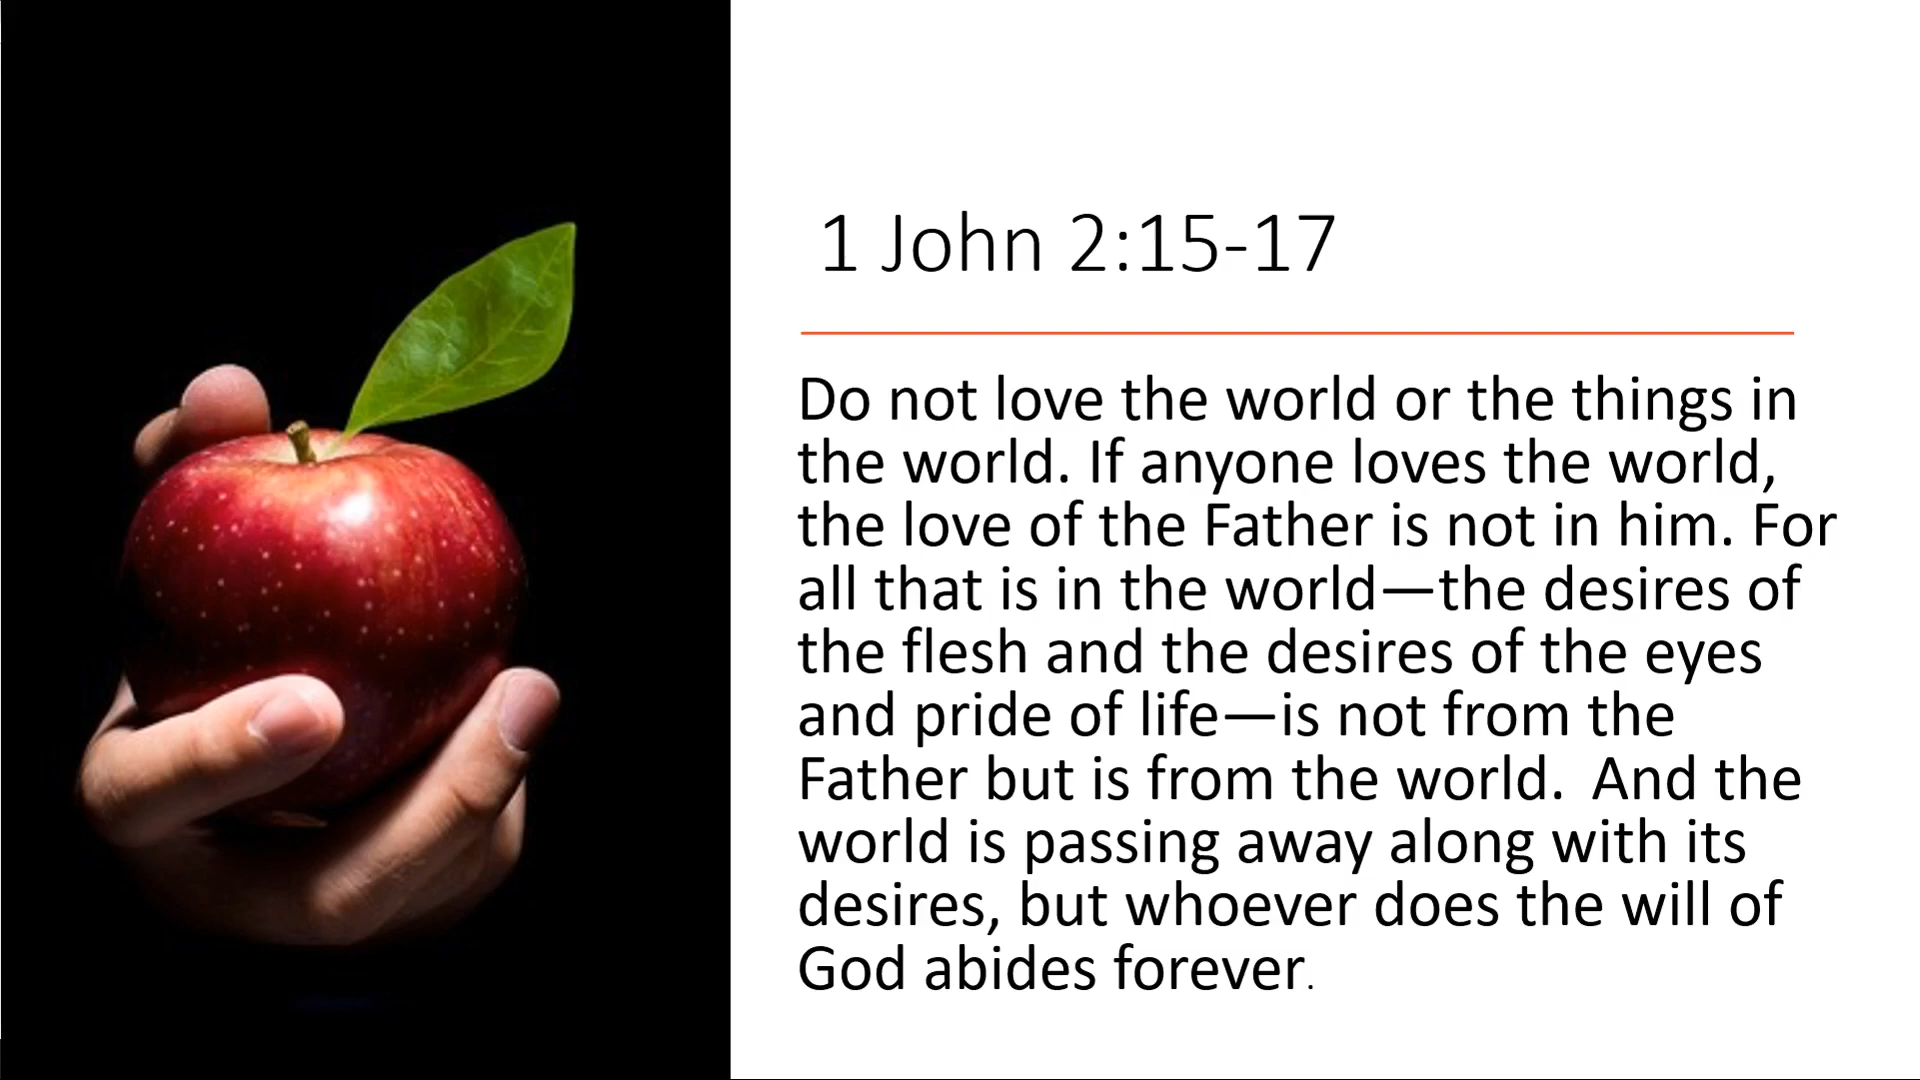 1 John 2:15-17
Do not love the world or the things in
the world. If anyone loves the world,
the love of the Father is not in him. For
all that is in the world—the desires of
the flesh and the desires of the eyes
and pride of life—is not from the
Father but is from the world.  And the
world is passing away along with its
desires, but whoever does the will of
God abides forever.